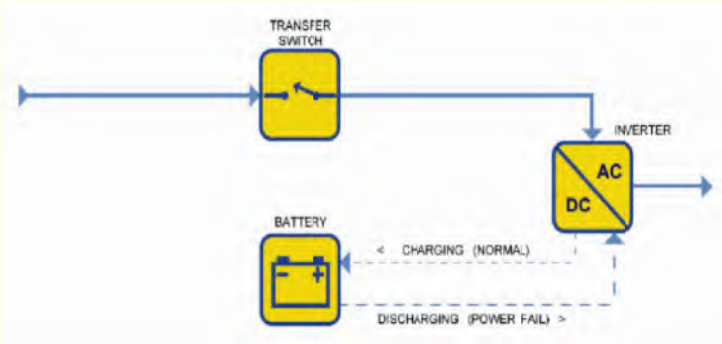 TRANSFER
SWITCH
INVERTER
AC
DC
BATTERY
- +
< CHARGING (NORMAL)
DISCHARGING (POWER FAIL) >